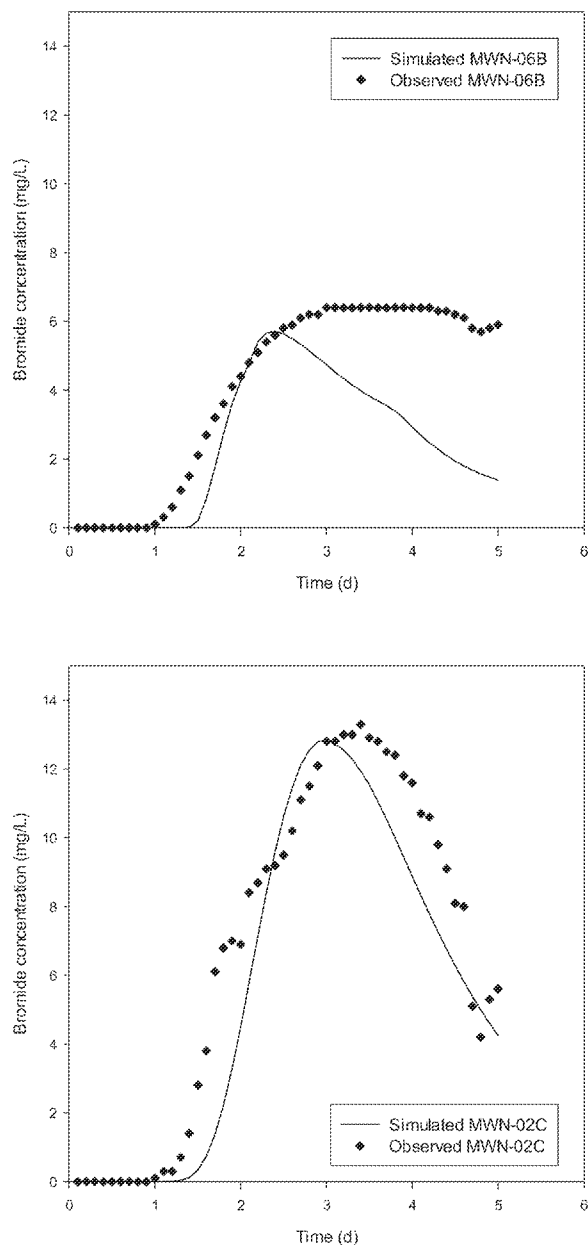 Simulated MWN-06B
Observed MWN-06B
14
12
10
8
6
4
2
0
Bromide concentration (mg/L)
0 1 2 3 4 5 6
Time (d)
Simulated MWN-02C
Observed MWN-02C
14
12
10
8
6
4
2
0
Bromide concentration (mg/L)
0 1 2 3 4 5 6
Time (d)